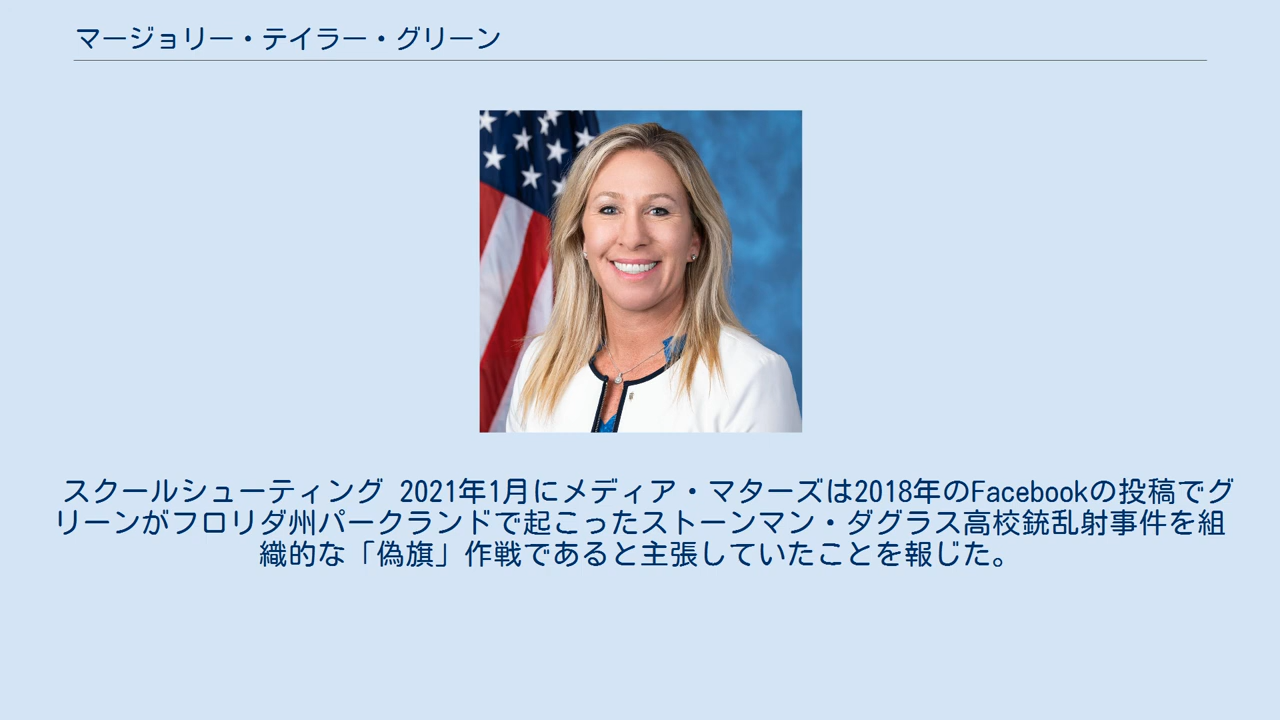 マージョリー・テイラー・グリーン
スクールシューティング 2021年1月にメディア・マターズは2018年のFacebookの投稿でグ
リーンがフロリダ州パークランドで起こったストーンマン・ダグラス高校銃乱射事件を組
織的な「偽旗」作戦であると主張していたことを報じた。